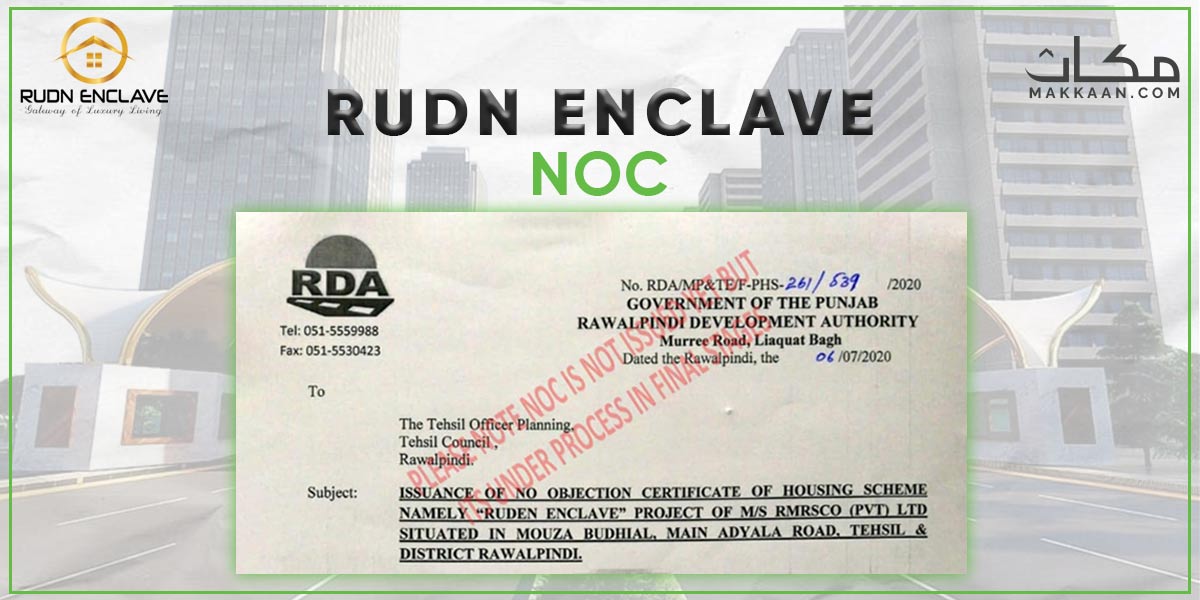 RUDN ENCLAVE
Gateway of Luxury Living
مكان
MAKKAAN.COM
RUDN ENCLAVE
NOC
RDA
Tel: 051-5559988
Fax: 051-5530423
No. RDA/MP&TE/F-PHS-261/539 /2020
GOVERNMENT OF THE PUNJAB
RAWALPINDI DEVELOPMENT AUTHORITY
Murree Road, Liaquat Bagh
Dated the Rawalpindi, the 06/07/2020
To
The Tehsil Officer Planning,
Tehsil Council,
Rawalpindi.
PLEASE NOTE NOC IS NOT ISSUED YET BUT
ITS UNDER PROCESS IN FINAL STAGES
Subject: ISSUANCE OF NO OBJECTION CERTIFICATE OF HOUSING SCHEME
NAMELY “RUDEN ENCLAVE” PROJECT OF M/S RMRSCO (PVT) LTD
SITUATED IN MOUZA BUDHIAL, MAIN ADYALA ROAD, TEHSIL &
DISTRICT RAWALPINDI.